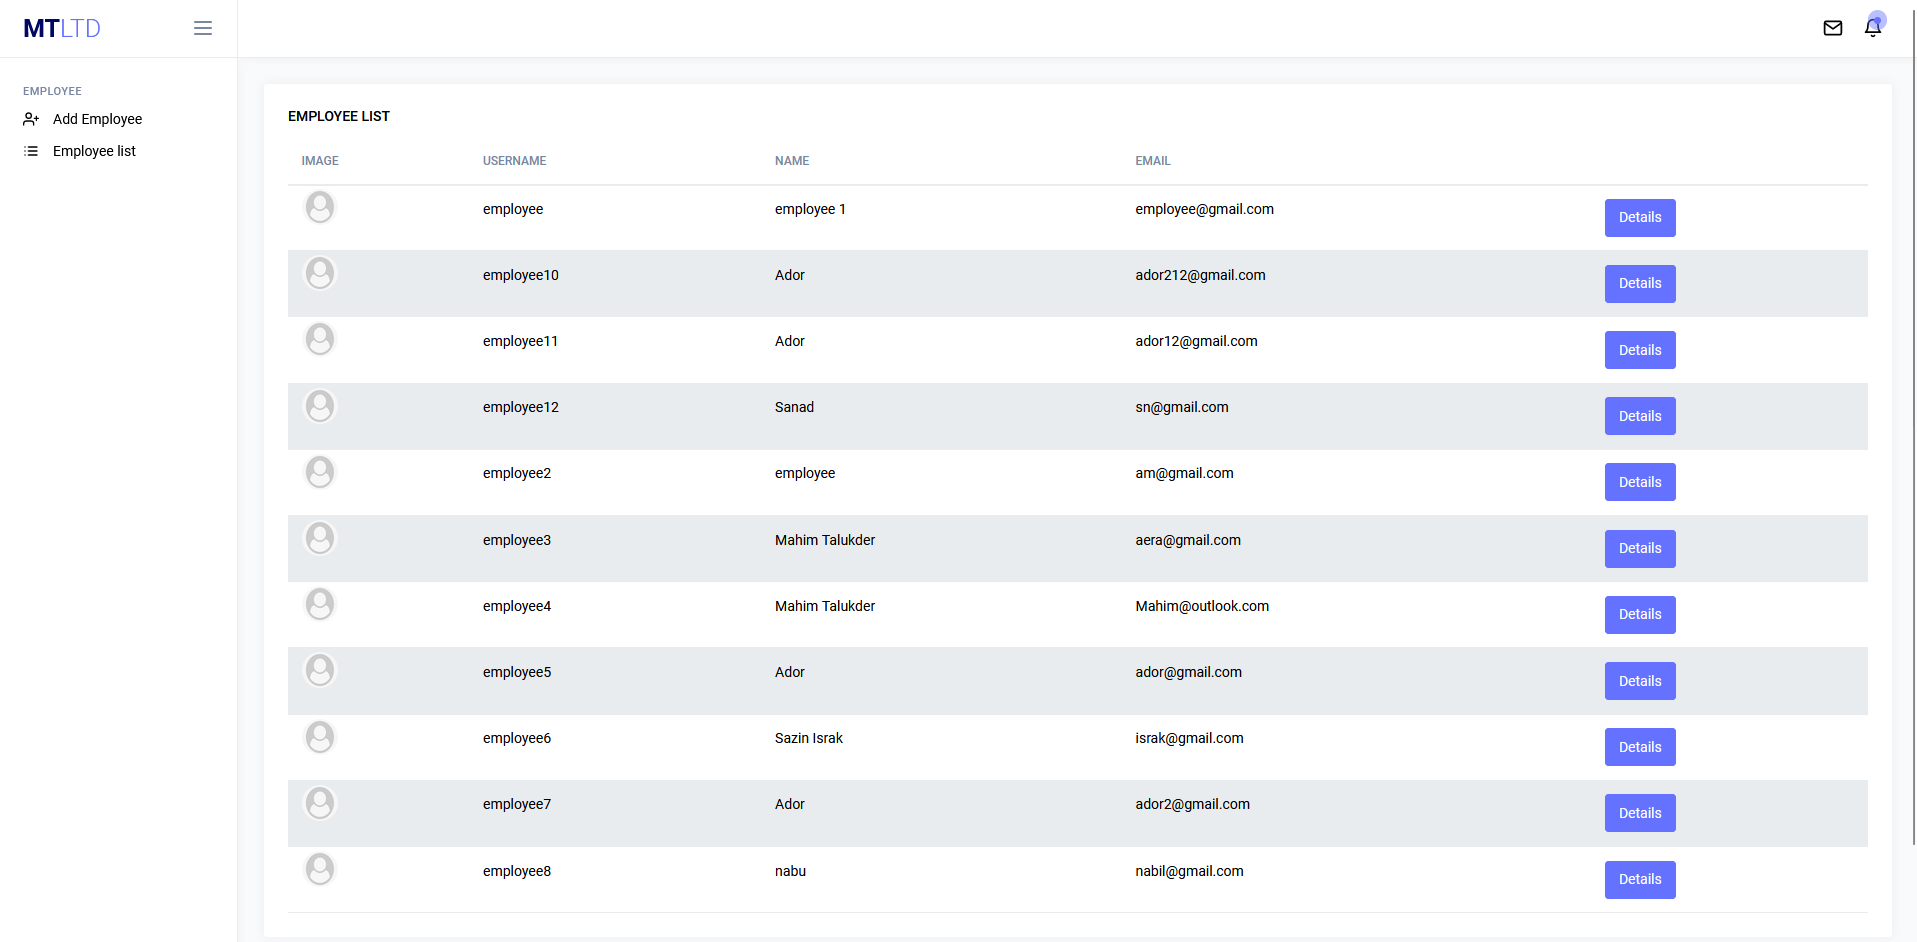 MTLTD
EMPLOYEE
Add Employee
Employee list
EMPLOYEE LIST
IMAGE USERNAME NAME EMAIL
employee employee 1 employee@gmail.com Details
employee10 Ador ador212@gmail.com Details
employee11 Ador ador12@gmail.com Details
employee12 Sanad sn@gmail.com Details
employee2 employee am@gmail.com Details
employee3 Mahim Talukder aera@gmail.com Details
employee4 Mahim Talukder Mahim@outlook.com Details
employee5 Ador ador@gmail.com Details
employee6 Sazin Israk israk@gmail.com Details
employee7 Ador ador2@gmail.com Details
employee8 nabu nabil@gmail.com Details